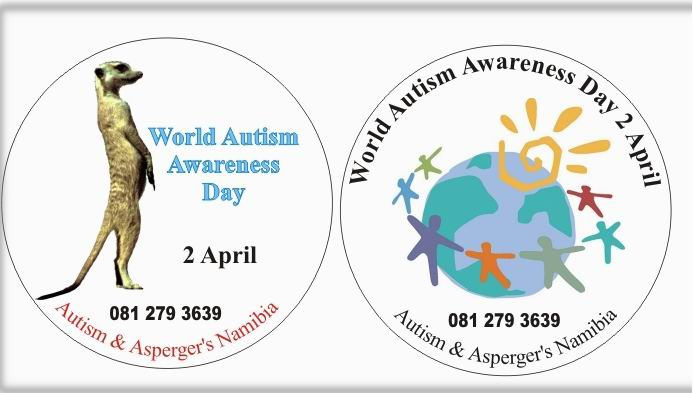 World Autism
Awareness
Day
2 April
081 279 3639
Autism & Asperger's Namibia
World Autism Awareness Day 2 April
081 279 3639
Autism & Asperger's Namibia